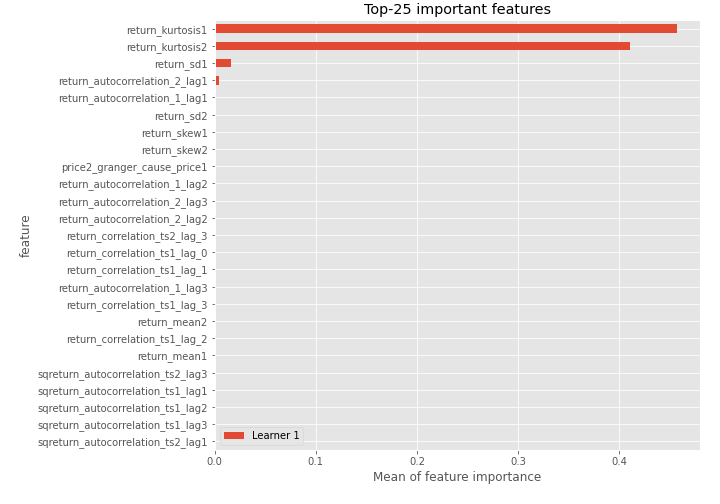 Top-25 important features
return_kurtosis1
return_kurtosis2
return_sd1
return_autocorrelation_2_lag1
return_autocorrelation_1_lag1
return_sd2
return_skew1
return_skew2
price2_granger_cause_price1
return_autocorrelation_1_lag2
return_autocorrelation_2_lag3
return_autocorrelation_2_lag2
return_correlation_ts2_lag_3
return_correlation_ts1_lag_0
return_correlation_ts1_lag_1
return_autocorrelation_1_lag3
return_correlation_ts1_lag_3
return_mean2
return_correlation_ts1_lag_2
return_mean1
sqreturn_autocorrelation_ts2_lag3
sqreturn_autocorrelation_ts1_lag1
sqreturn_autocorrelation_ts1_lag2
sqreturn_autocorrelation_ts1_lag3
sqreturn_autocorrelation_ts2_lag1
feature
Learner 1
0.0 0.1 0.2 0.3 0.4
Mean of feature importance